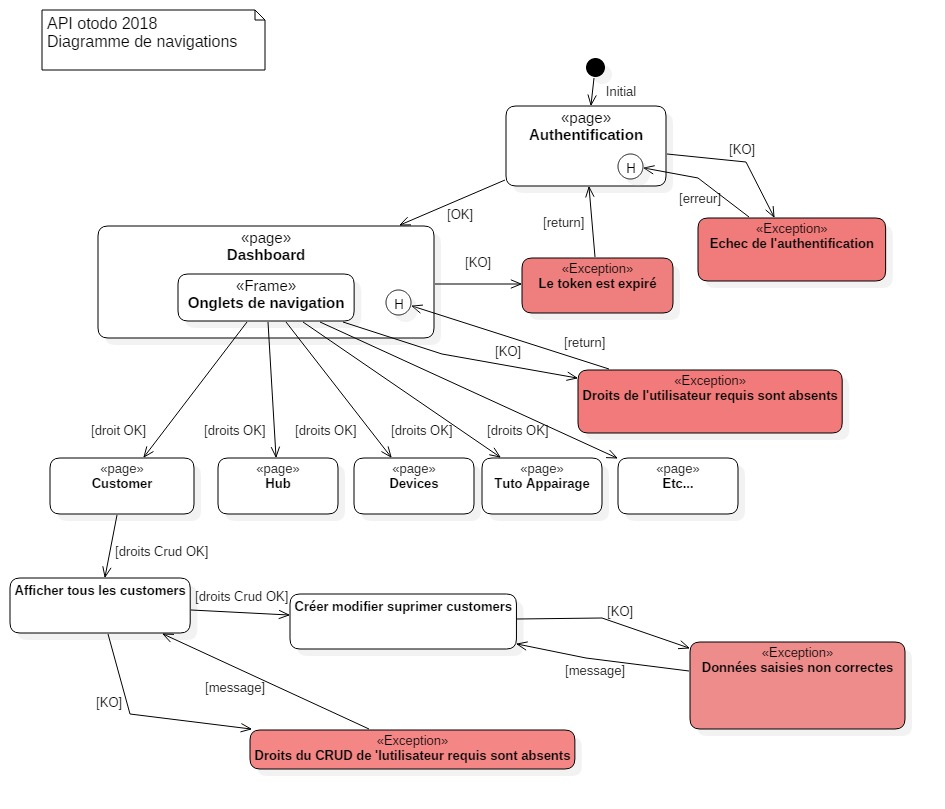 API otodo 2018
Diagramme de navigations
Initial
«page»
Authentification
H
[KO]
[erreur]
«Exception»
Echec de l'authentification
[OK]
[return]
«page»
Dashboard
«Frame»
Onglets de navigation
H
[KO]
«Exception»
Le token est expiré
[return]
[KO]
«Exception»
Droits de l'utilisateur requis sont absents
[droit OK]
[droits OK]
[droits OK]
[droits OK]
[droits OK]
«page»
Customer
«page»
Hub
«page»
Devices
«page»
Tuto Appairage
«page»
Etc...
[droits Crud OK]
Afficher tous les customers
[droits Crud OK]
Créer modifier suprimer customers
[KO]
«Exception»
Données saisies non correctes
[message]
[message]
[KO]
«Exception»
Droits du CRUD de 'lutilisateur requis sont absents